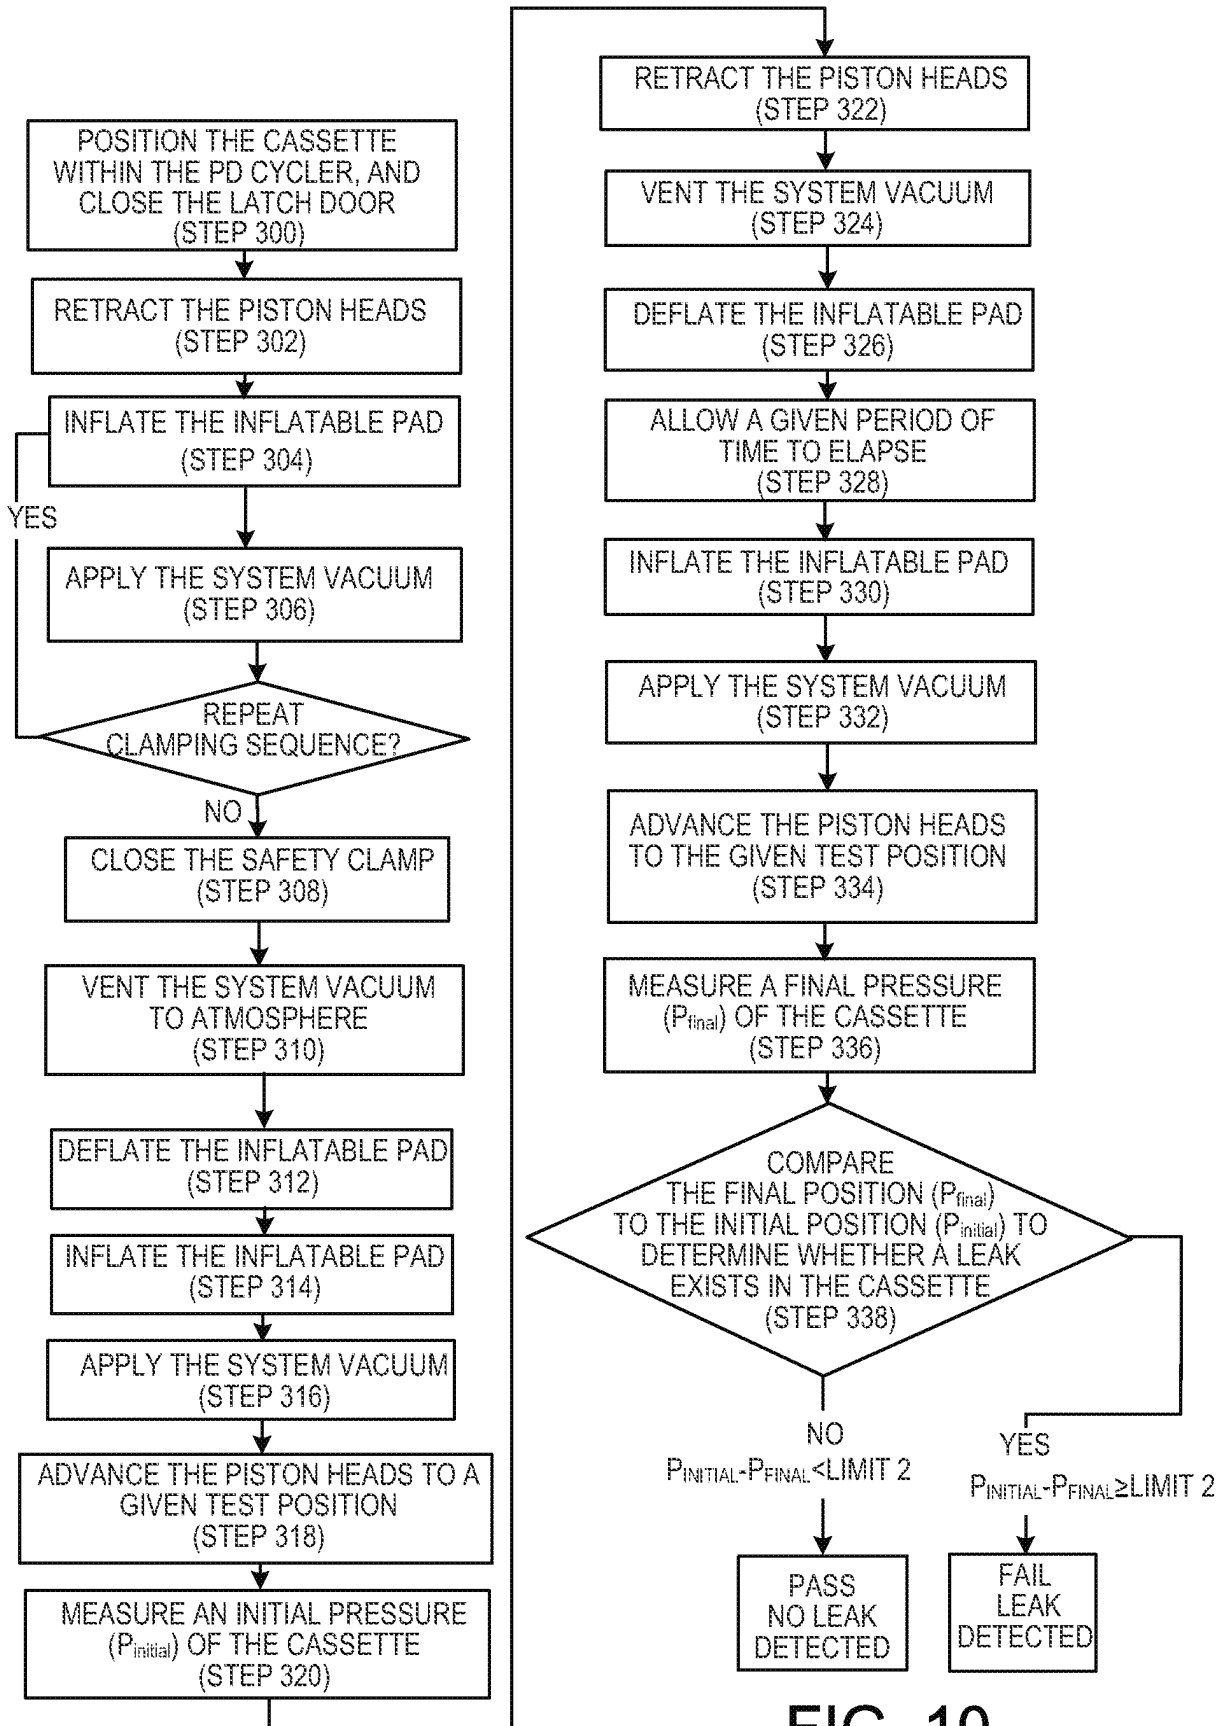 POSITION THE CASSETTE
WITHIN THE PD CYCLER, AND
CLOSE THE LATCH DOOR
(STEP 300)
RETRACT THE PISTON HEADS
(STEP 302)
INFLATE THE INFLATABLE PAD
(STEP 304)
YES
APPLY THE SYSTEM VACUUM
(STEP 306)
REPEAT
CLAMPING SEQUENCE?
NO
CLOSE THE SAFETY CLAMP
(STEP 308)
VENT THE SYSTEM VACUUM
TO ATMOSPHERE
(STEP 310)
DEFLATE THE INFLATABLE PAD
(STEP 312)
INFLATE THE INFLATABLE PAD
(STEP 314)
APPLY THE SYSTEM VACUUM
(STEP 316)
ADVANCE THE PISTON HEADS TO A
GIVEN TEST POSITION
(STEP 318)
MEASURE AN INITIAL PRESSURE
(Pinitial) OF THE CASSETTE
(STEP 320)
RETRACT THE PISTON HEADS
(STEP 322)
VENT THE SYSTEM VACUUM
(STEP 324)
DEFLATE THE INFLATABLE PAD
(STEP 326)
ALLOW A GIVEN PERIOD OF
TIME TO ELAPSE
(STEP 328)
INFLATE THE INFLATABLE PAD
(STEP 330)
APPLY THE SYSTEM VACUUM
(STEP 332)
ADVANCE THE PISTON HEADS
TO THE GIVEN TEST POSITION
(STEP 334)
MEASURE A FINAL PRESSURE
(Pfinal) OF THE CASSETTE
(STEP 336)
COMPARE
THE FINAL POSITION (Pfinal)
TO THE INITIAL POSITION (Pinitial) TO
DETERMINE WHETHER A LEAK
EXISTS IN THE CASSETTE
(STEP 338)
NO
PINITIAL-PFINAL<LIMIT 2
YES
PINITIAL-PFINAL≥LIMIT 2
PASS
NO LEAK
DETECTED
FAIL
LEAK
DETECTED
FIG. 10